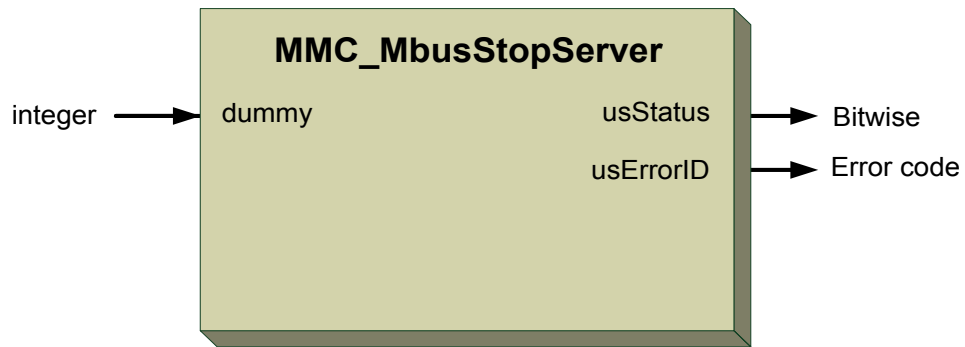 MMC_MbusStopServer
integer dummy usStatus Bitwise
usErrorID Error code